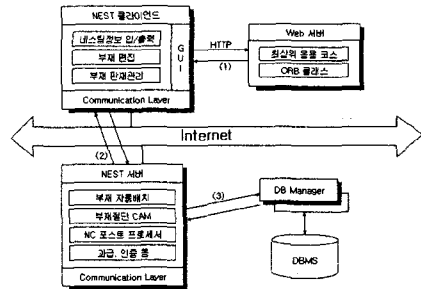 NEST 클라이언트
네스팅정보 입/출력
부재 편집
부재 판재관리
GUI
Communication Layer
HTTP
(1)
Web 서버
최상위 응용 코스
ORB 클래스
Internet
(2)
NEST 서버
부재 자동배치
부재절단 CAM
NC 포스트 프로세서
과금, 인증 등
Communication Layer
(3)
DB Manager
DBMS